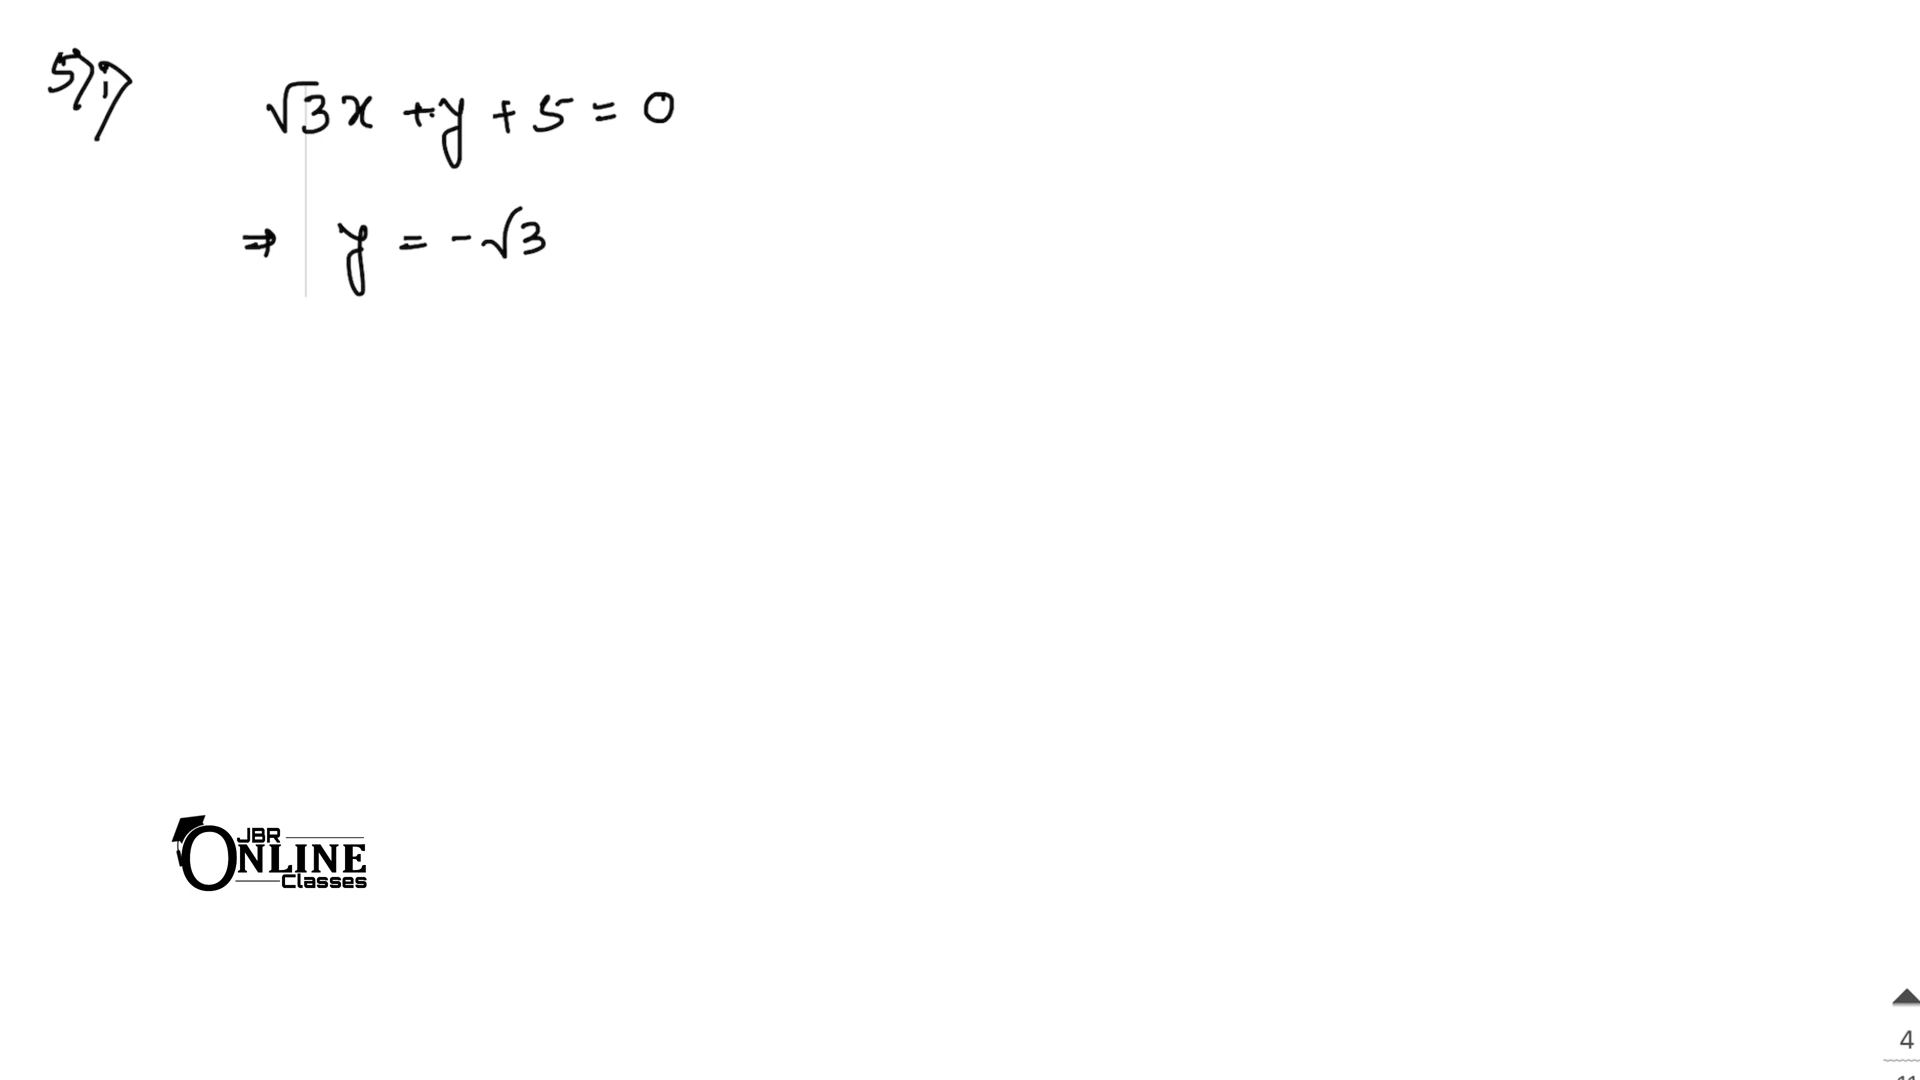 5) i)
√3x + y + 5 = 0
⇒ y = -√3
JBR
ONLINE
Classes
4